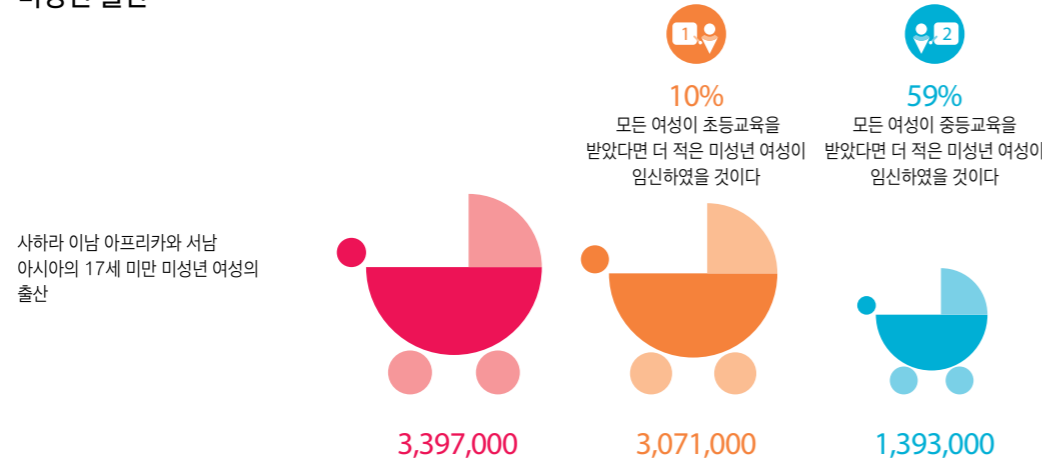 1
2
10%
모든 여성이 초등교육을
받았다면 더 적은 미성년 여성이
임신하였을 것이다
59%
모든 여성이 중등교육을
받았다면 더 적은 미성년 여성이
임신하였을 것이다
사하라 이남 아프리카와 서남
아시아의 17세 미만 미성년 여성의
출산
3,397,000
3,071,000
1,393,000